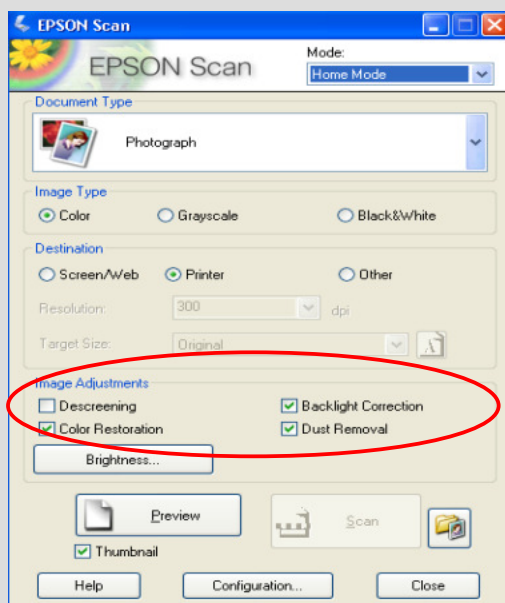 EPSON Scan
EPSON Scan
Mode:
Home Mode
Document Type
Photograph
Image Type
Color Grayscale Black&White
Destination
Screen/Web Printer Other
Resolution: 300 dpi
Target Size: Original
Image Adjustments
Descreening Backlight Correction
Color Restoration Dust Removal
Brightness...
Preview Scan
Thumbnail
Help Configuration... Close